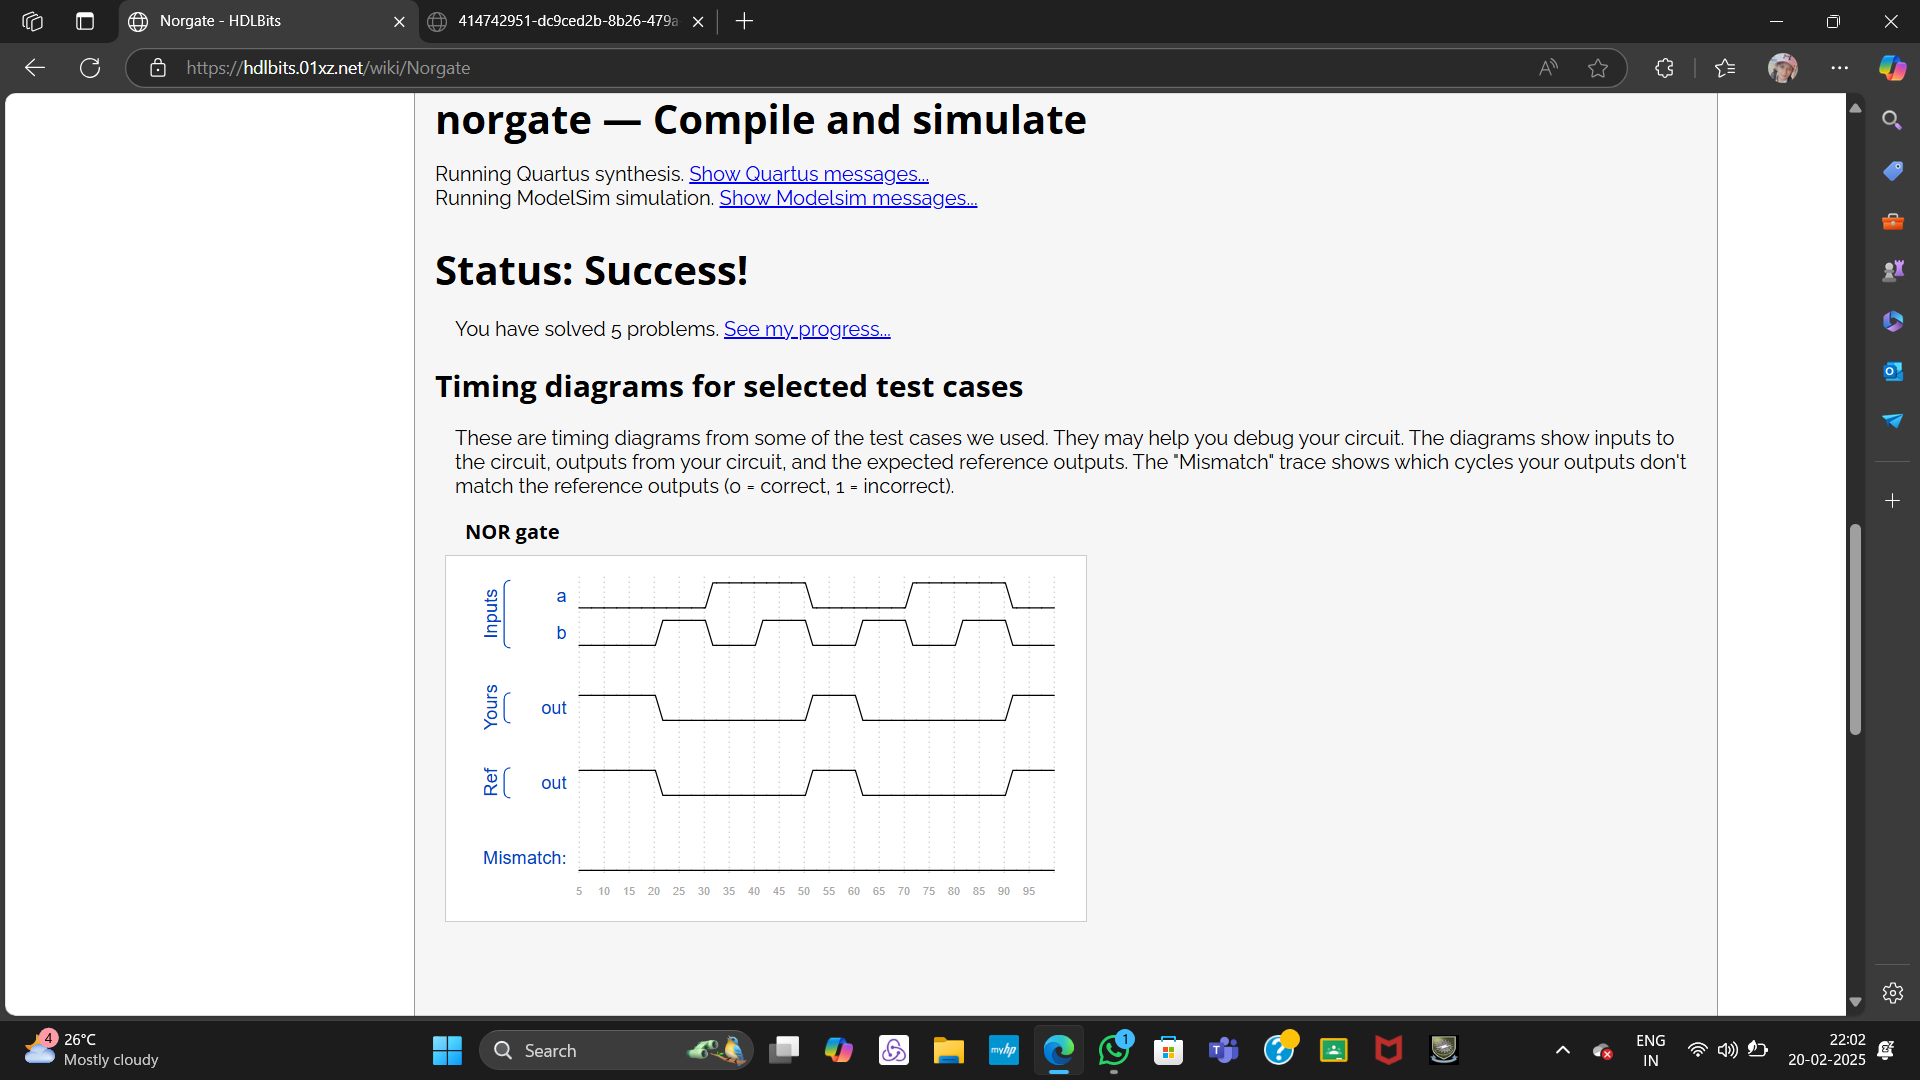 Norgate - HDLBits
414742951-dc9ced2b-8b26-479a
https://hdlbits.01xz.net/wiki/Norgate
norgate — Compile and simulate
Running Quartus synthesis. Show Quartus messages...
Running ModelSim simulation. Show Modelsim messages...
Status: Success!
You have solved 5 problems. See my progress...
Timing diagrams for selected test cases
These are timing diagrams from some of the test cases we used. They may help you debug your circuit. The diagrams show inputs to
the circuit, outputs from your circuit, and the expected reference outputs. The "Mismatch" trace shows which cycles your outputs don't
match the reference outputs (0 = correct, 1 = incorrect).
NOR gate
Inputs
a
b
Yours
out
Ref
out
Mismatch:
5 10 15 20 25 30 35 40 45 50 55 60 65 70 75 80 85 90 95
4
26°C
Mostly cloudy
Search
myhp
1
ENG
IN
22:02
20-02-2025